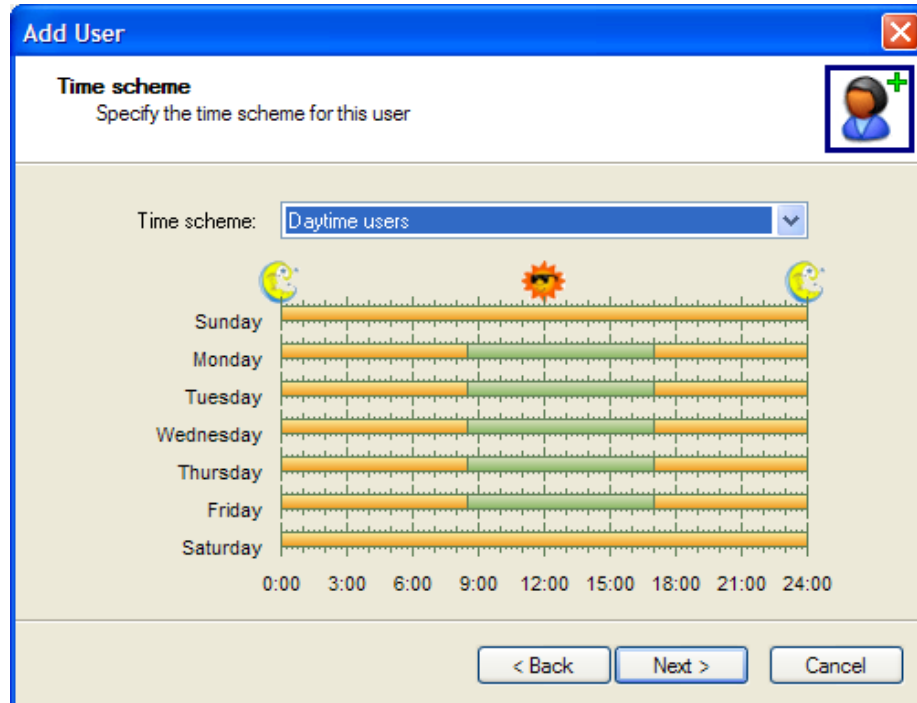 Add User
Time scheme
Specify the time scheme for this user
Time scheme: Daytime users
Sunday
Monday
Tuesday
Wednesday
Thursday
Friday
Saturday
0:00 3:00 6:00 9:00 12:00 15:00 18:00 21:00 24:00
< Back Next > Cancel